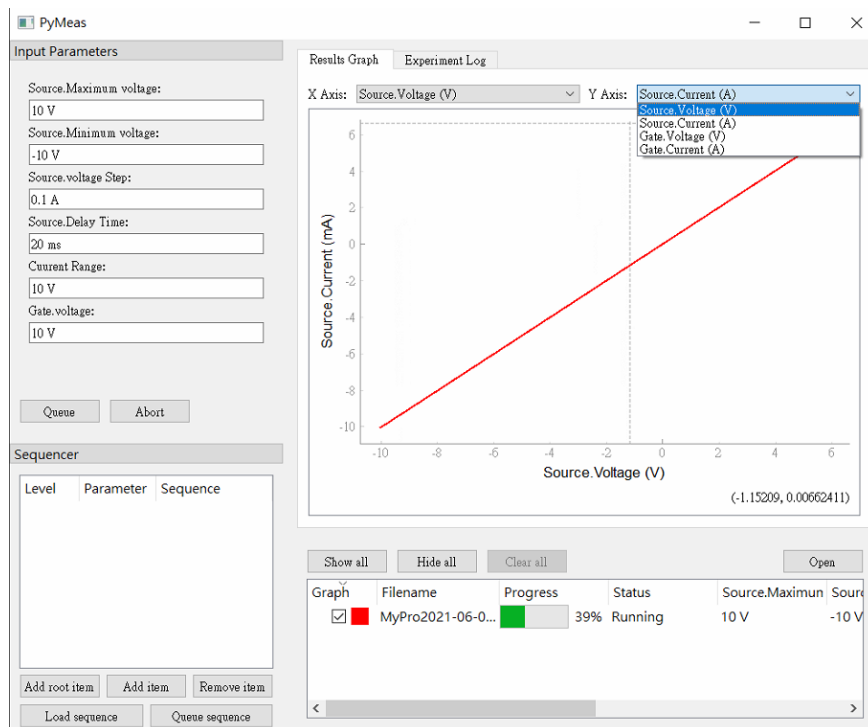 PyMeas
Input Parameters
Source.Maximum voltage:
10 V
Source.Minimum voltage:
-10 V
Source.voltage Step:
0.1 A
Source.Delay Time:
20 ms
Cuurent Range:
10 V
Gate.voltage:
10 V
Queue Abort
Sequencer
Level Parameter Sequence
Add root item Add item Remove item
Load sequence Queue sequence
Results Graph Experiment Log
X Axis: Source.Voltage (V) Y Axis: Source.Current (A)
Source.Voltage (V)
Source.Current (A)
Gate.Voltage (V)
Gate.Current (A)
6
4
2
0
-2
-4
-6
-8
-10
Source.Current (mA)
-10 -8 -6 -4 -2 0 2 4 6
Source.Voltage (V)
(-1.15209, 0.00662411)
Show all Hide all Clear all Open
Graph Filename Progress Status Source.Maximun Sour
MyPro2021-06-0... 39% Running 10 V -10 V